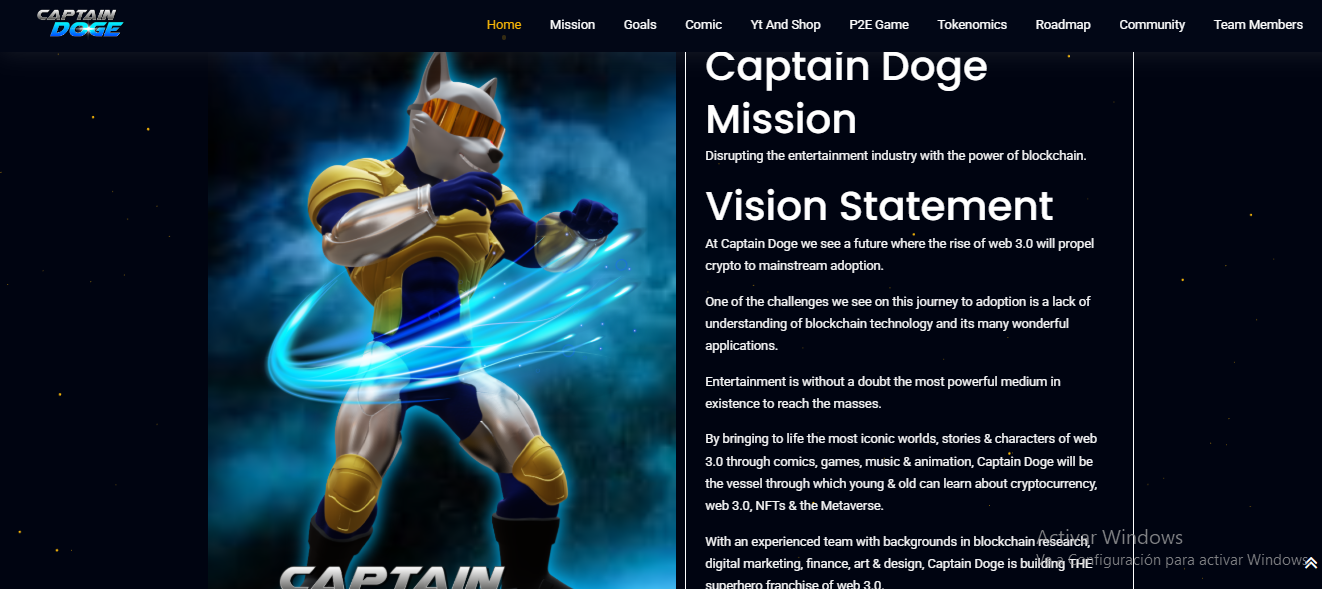 CAPTAIN
DOGE
Home Mission Goals Comic Yt And Shop P2E Game Tokenomics Roadmap Community Team Members
Captain Doge
Mission
Disrupting the entertainment industry with the power of blockchain.
Vision Statement
At Captain Doge we see a future where the rise of web 3.0 will propel
crypto to mainstream adoption.
One of the challenges we see on this journey to adoption is a lack of
understanding of blockchain technology and its many wonderful
applications.
Entertainment is without a doubt the most powerful medium in
existence to reach the masses.
By bringing to life the most iconic worlds, stories & characters of web
3.0 through comics, games, music & animation, Captain Doge will be
the vessel through which young & old can learn about cryptocurrency,
web 3.0, NFTs & the Metaverse.
With an experienced team with backgrounds in blockchain research,
digital marketing, finance, art & design, Captain Doge is building THE
superhero franchise of web 3.0.
CAPTAIN
Activar Windows
Ve a Configuración para activar Windows.